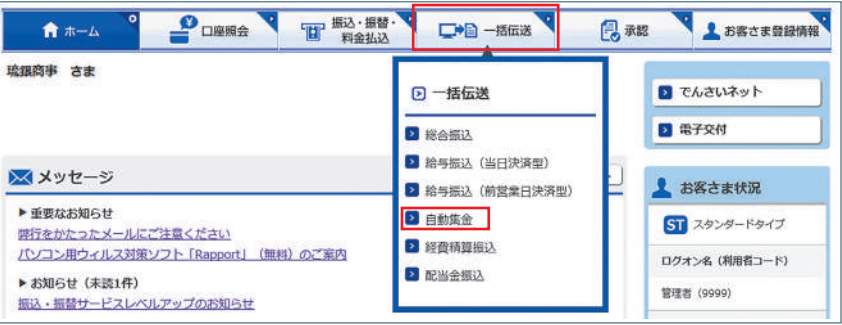 ホーム
口座照会
振込・振替・
料金払込
一括伝送
承認
お客さま登録情報
琉銀商事 さま
一括伝送
総合振込
給与振込（当日決済型）
給与振込（前営業日決済型）
自動集金
経費精算振込
配当金振込
でんさいネット
電子交付
メッセージ
▶重要なお知らせ
弊行をかたったメールにご注意ください
パソコン用ウィルス対策ソフト「Rapport」（無料）のご案内
▶お知らせ（未読1件）
振込・振替サービスレベルアップのお知らせ
お客さま状況
ST スタンダードタイプ
ログオン名（利用者コード）
管理者（9999）